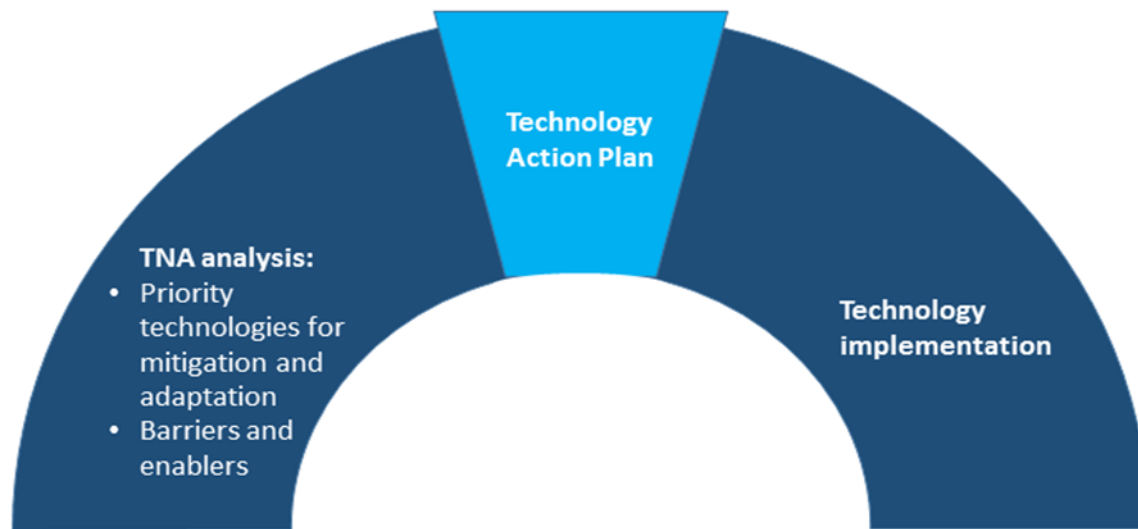 Technology
Action Plan
TNA analysis:
• Priority
technologies for
mitigation and
adaptation
• Barriers and
enablers
Technology
implementation